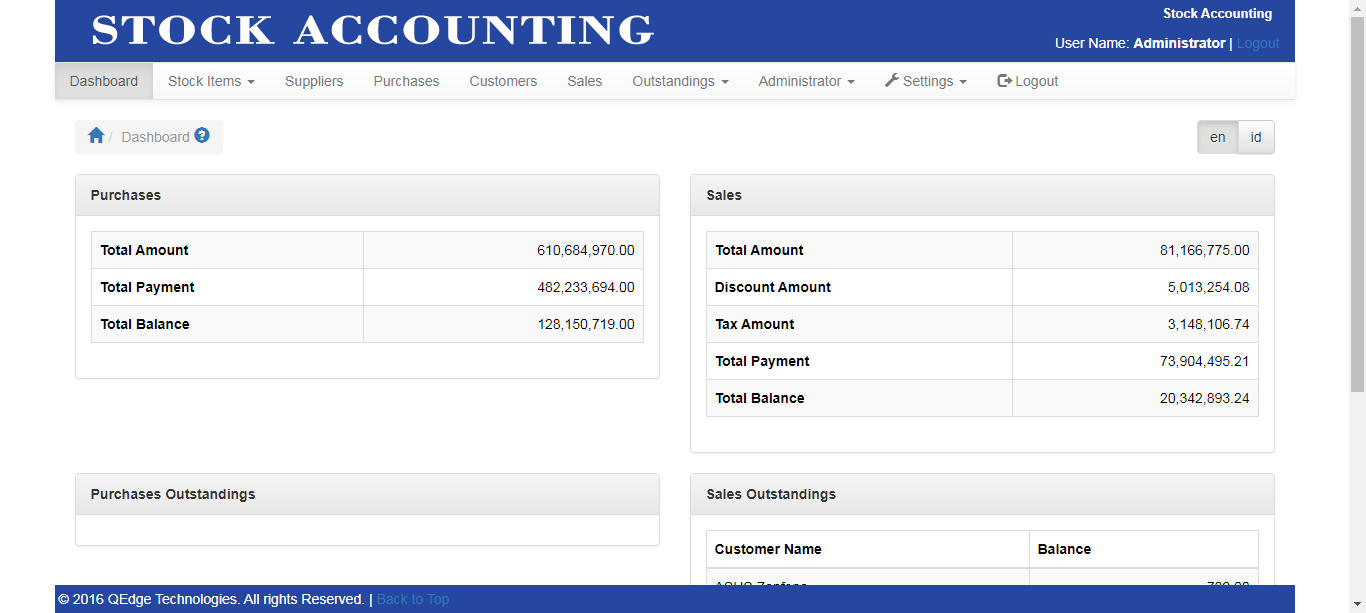 STOCK ACCOUNTING
Stock Accounting
User Name: Administrator | Logout
Dashboard Stock Items Suppliers Purchases Customers Sales Outstandings Administrator Settings Logout
/ Dashboard
en id
Purchases
Total Amount 610,684,970.00
Total Payment 482,233,694.00
Total Balance 128,150,719.00
Sales
Total Amount 81,166,775.00
Discount Amount 5,013,254.08
Tax Amount 3,148,106.74
Total Payment 73,904,495.21
Total Balance 20,342,893.24
Purchases Outstandings
Sales Outstandings
Customer Name Balance
© 2016 QEdge Technologies. All rights Reserved. | Back to Top